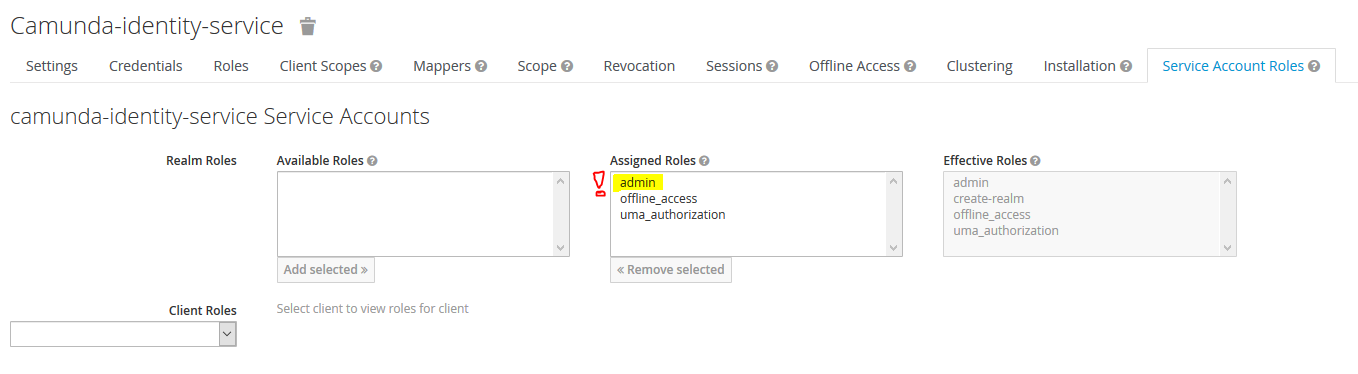 Camunda-identity-service
Settings Credentials Roles Client Scopes Mappers Scope Revocation Sessions Offline Access Clustering Installation Service Account Roles
camunda-identity-service Service Accounts
Realm Roles Available Roles Assigned Roles Effective Roles
admin admin
offline_access create-realm
uma_authorization offline_access
uma_authorization
Add selected » « Remove selected
Client Roles Select client to view roles for client